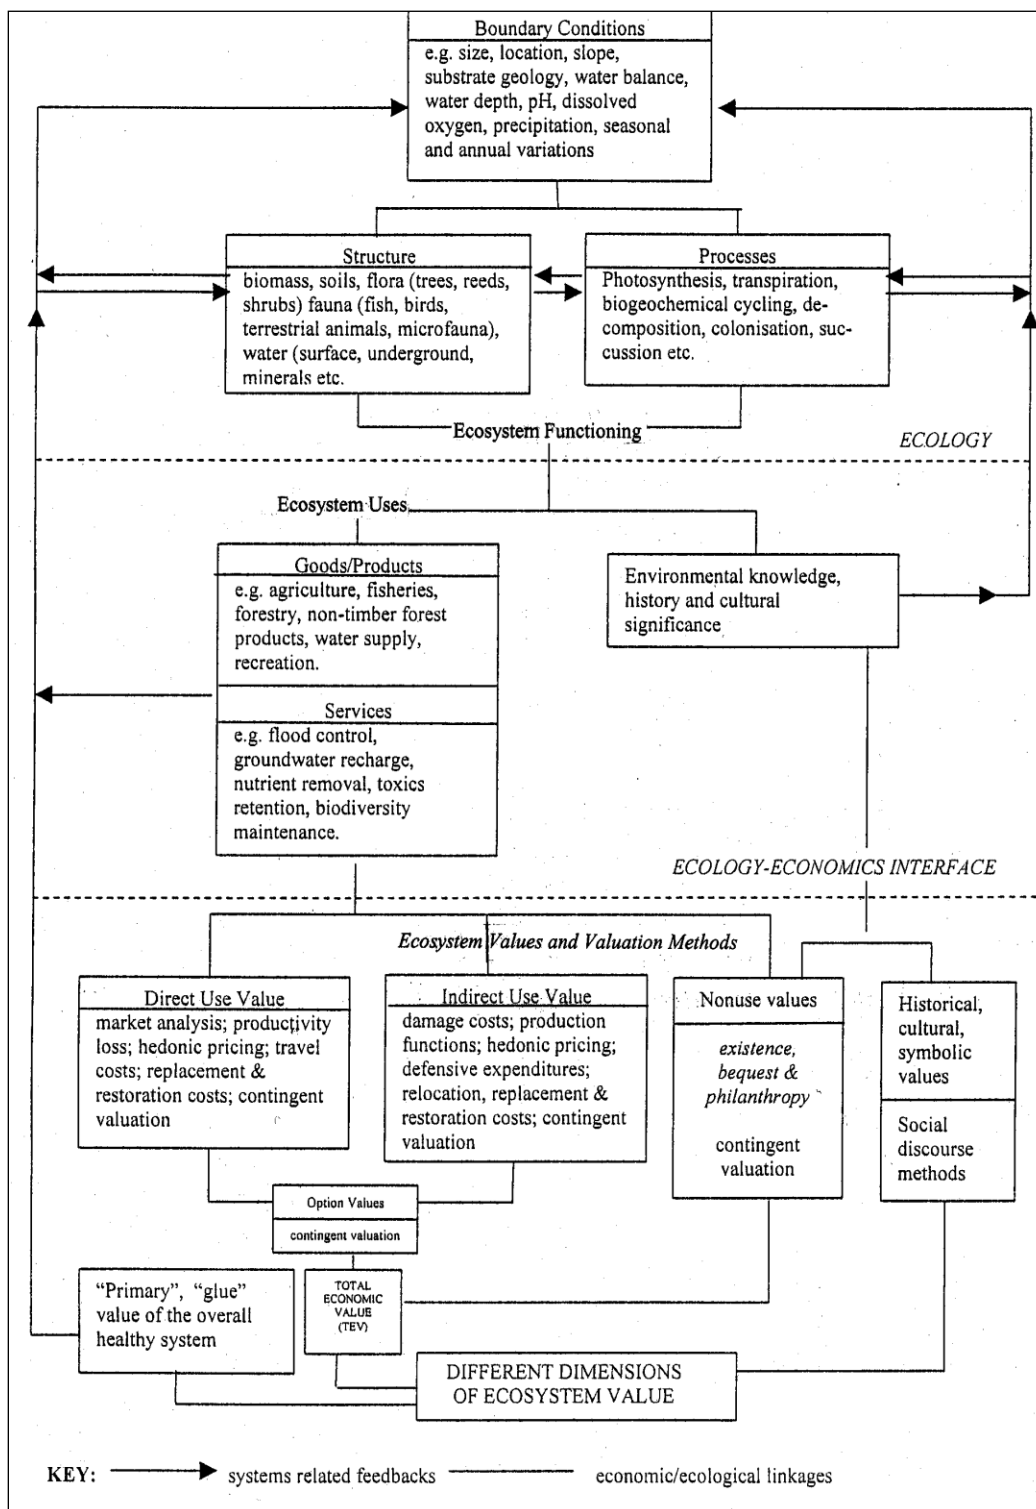 Boundary Conditions
e.g. size, location, slope,
substrate geology, water balance,
water depth, pH, dissolved
oxygen, precipitation, seasonal
and annual variations
Structure
biomass, soils, flora (trees, reeds,
shrubs) fauna (fish, birds,
terrestrial animals, microfauna),
water (surface, underground,
minerals etc.
Processes
Photosynthesis, transpiration,
biogeochemical cycling, de-
composition, colonisation, suc-
cussion etc.
Ecosystem Functioning
ECOLOGY
Ecosystem Uses
Goods/Products
e.g. agriculture, fisheries,
forestry, non-timber forest
products, water supply,
recreation.
Services
e.g. flood control,
groundwater recharge,
nutrient removal, toxics
retention, biodiversity
maintenance.
Environmental knowledge,
history and cultural
significance
ECOLOGY-ECONOMICS INTERFACE
Ecosystem Values and Valuation Methods
Direct Use Value
market analysis; productivity
loss; hedonic pricing; travel
costs; replacement &
restoration costs; contingent
valuation
Indirect Use Value
damage costs; production
functions; hedonic pricing;
defensive expenditures;
relocation, replacement &
restoration costs; contingent
valuation
Nonuse values
existence,
bequest &
philanthropy
contingent
valuation
Historical,
cultural,
symbolic
values
Social
discourse
methods
Option Values
contingent valuation
"Primary", "glue"
value of the overall
healthy system
TOTAL
ECONOMIC
VALUE
(TEV)
DIFFERENT DIMENSIONS
OF ECOSYSTEM VALUE
KEY: systems related feedbacks economic/ecological linkages